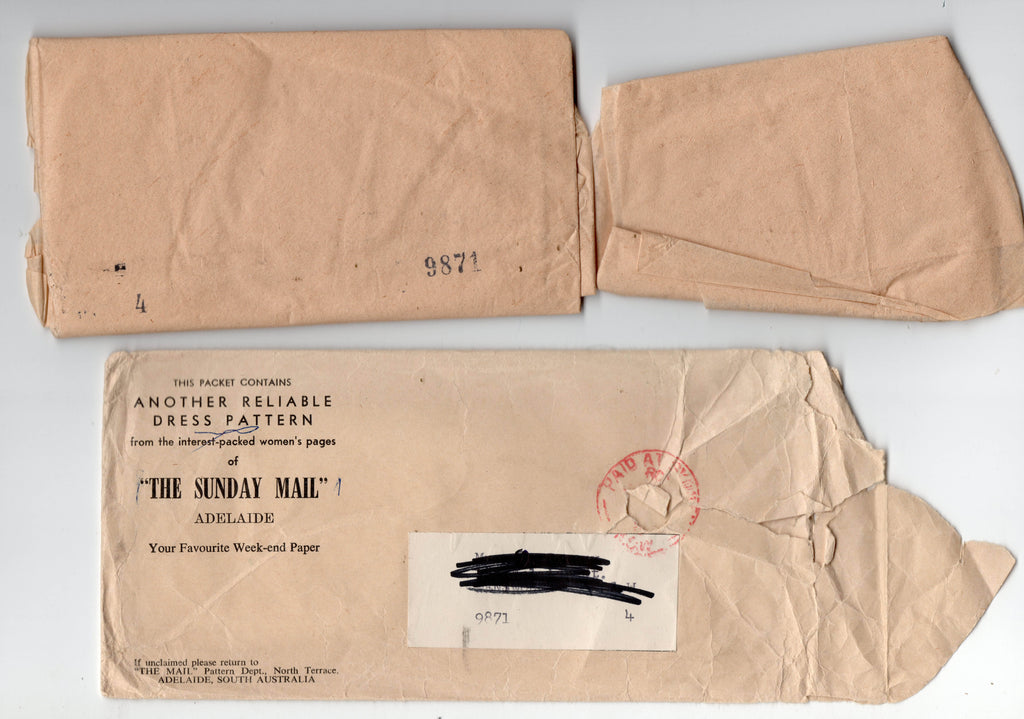 9871
4
THIS PACKET CONTAINS
ANOTHER RELIABLE
DRESS PATTERN
from the interest-packed women's pages
of
"THE SUNDAY MAIL"
ADELAIDE
Your Favourite Week-end Paper
PAID AT
9871 4
If unclaimed please return to
"THE MAIL" Pattern Dept., North Terrace,
ADELAIDE, SOUTH AUSTRALIA